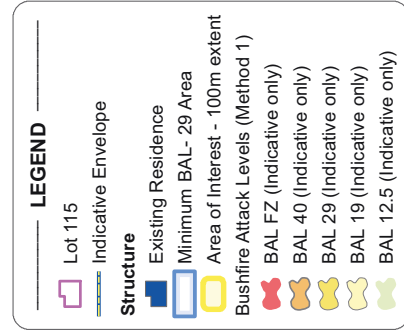 LEGEND
Lot 115
Indicative Envelope
Structure
Existing Residence
Minimum BAL- 29 Area
Area of Interest - 100m extent
Bushfire Attack Levels (Method 1)
BAL FZ (Indicative only)
BAL 40 (Indicative only)
BAL 29 (Indicative only)
BAL 19 (Indicative only)
BAL 12.5 (Indicative only)